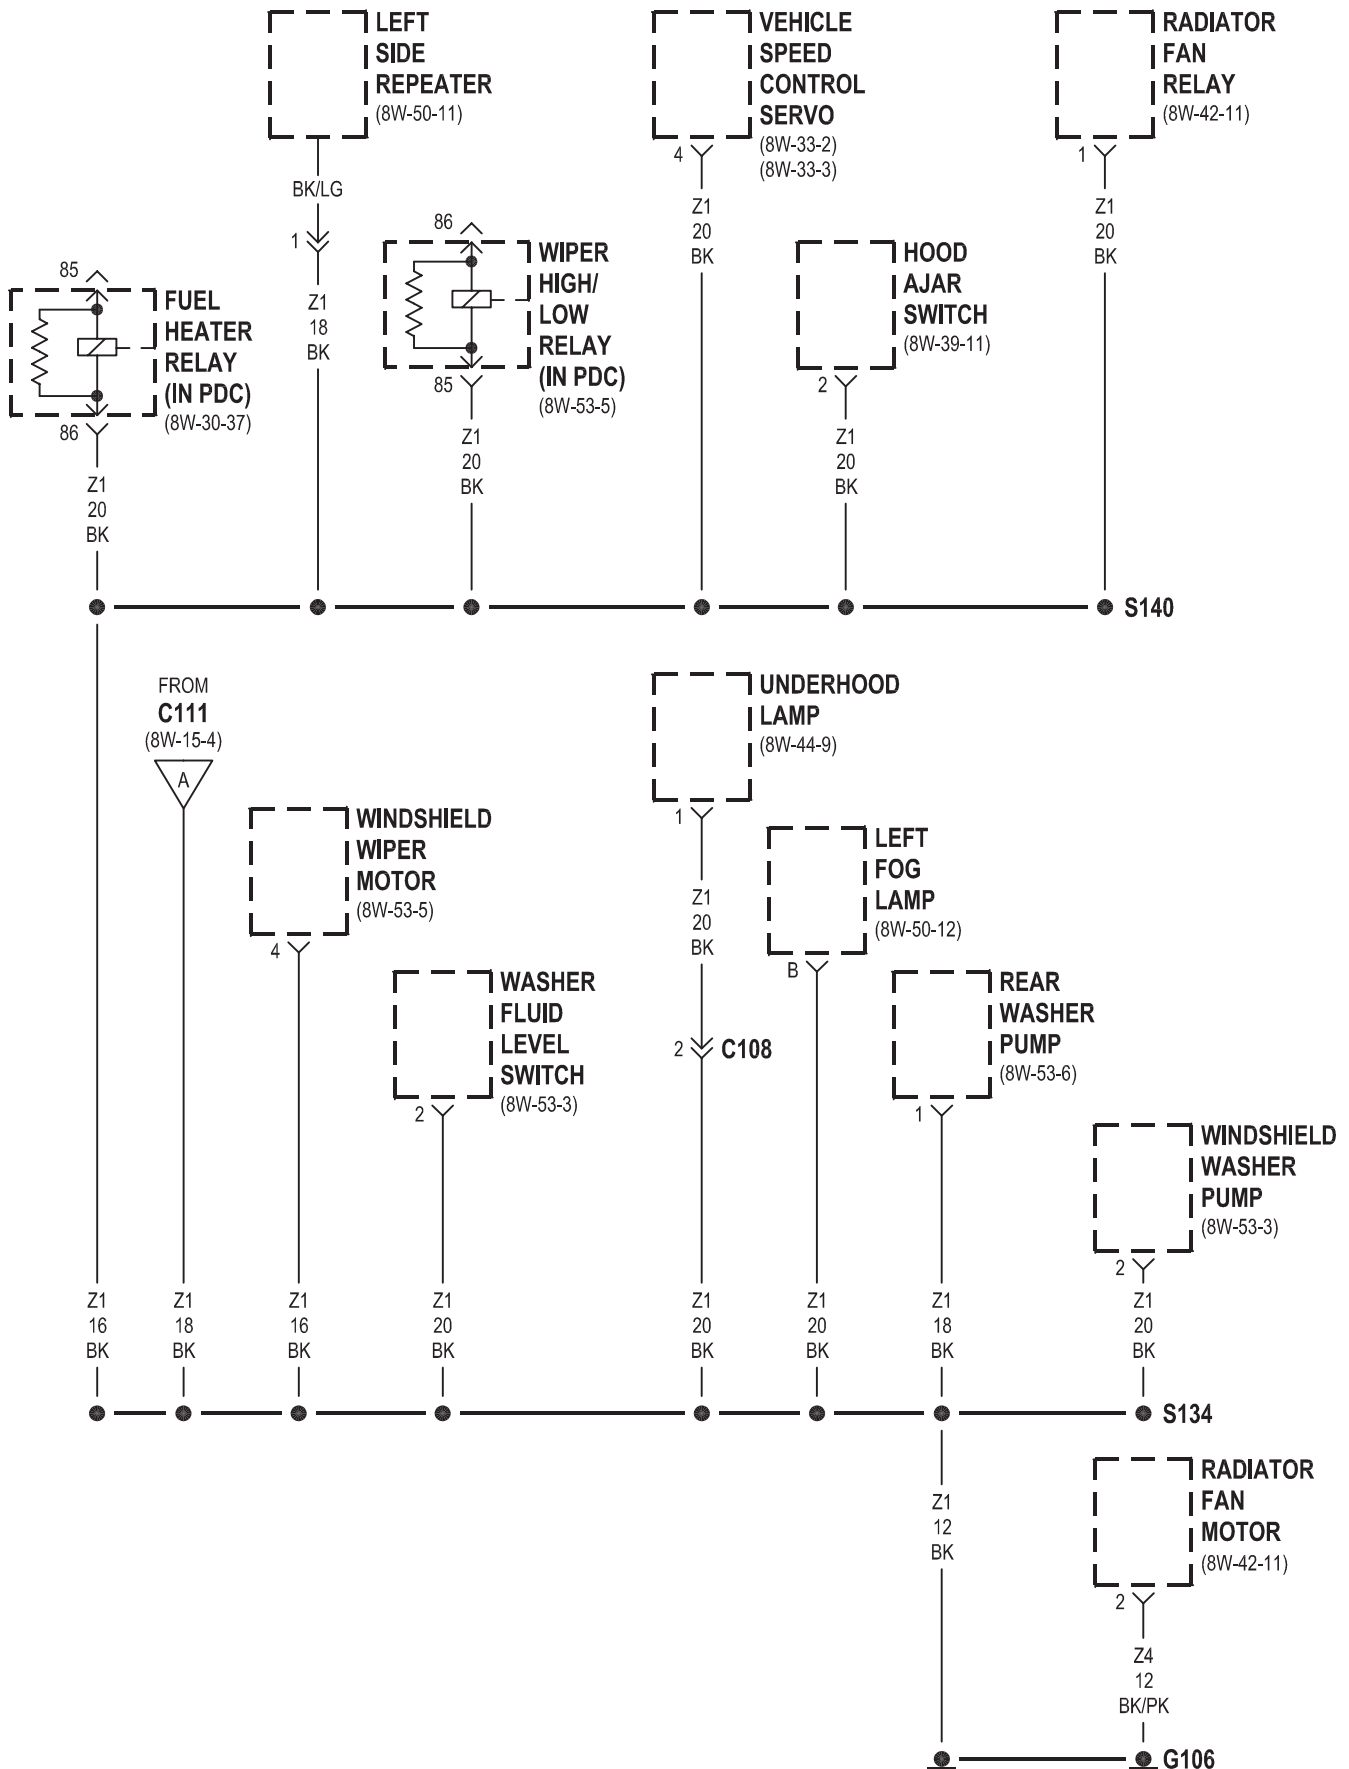 LEFT
SIDE
REPEATER
(8W-50-11)
BK/LG
1
Z1
18
BK
VEHICLE
SPEED
CONTROL
SERVO
(8W-33-2)
(8W-33-3)
4
Z1
20
BK
RADIATOR
FAN
RELAY
(8W-42-11)
1
Z1
20
BK
85
FUEL
HEATER
RELAY
(IN PDC)
(8W-30-37)
86
Z1
20
BK
86
WIPER
HIGH/
LOW
RELAY
(IN PDC)
(8W-53-5)
85
Z1
20
BK
HOOD
AJAR
SWITCH
(8W-39-11)
2
Z1
20
BK
S140
FROM
C111
(8W-15-4)
A
WINDSHIELD
WIPER
MOTOR
(8W-53-5)
4
WASHER
FLUID
LEVEL
SWITCH
(8W-53-3)
2
UNDERHOOD
LAMP
(8W-44-9)
1
Z1
20
BK
2 C108
LEFT
FOG
LAMP
(8W-50-12)
B
REAR
WASHER
PUMP
(8W-53-6)
1
WINDSHIELD
WASHER
PUMP
(8W-53-3)
2
Z1 Z1 Z1 Z1 Z1 Z1 Z1 Z1
16 18 16 20 20 20 18 20
BK BK BK BK BK BK BK BK
S134
Z1
12
BK
RADIATOR
FAN
MOTOR
(8W-42-11)
2
Z4
12
BK/PK
G106